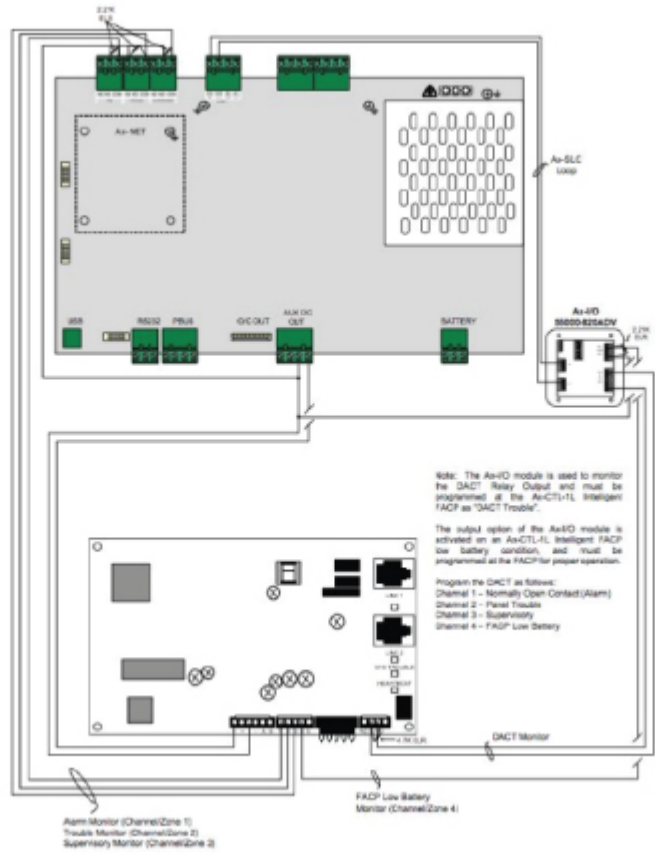 2.21K
ELR
Ax-NET
Ax-SLC
Loop
USB
RS232
PBUS
O/C OUT
AUX DC
OUT
BATTERY
Ax-I/O
55000-820ADV
Note: The Ax-I/O module is used to monitor
the DACT Relay Output and must be
programmed at the Ax-CTL-1L Intelligent
FACP as "DACT Trouble".
The output option of the Ax-I/O module is
activated on an Ax-CTL-1L Intelligent FACP
low battery condition, and must be
programmed at the FACP for proper operation.
Program the DACT as follows:
Channel 1 – Normally Open Contact (Alarm)
Channel 2 – Panel Trouble
Channel 3 – Supervisory
Channel 4 – FACP Low Battery
LINE 1
LINE 2
HEARTBEAT
4.7K ELR
DACT Monitor
FACP Low Battery
Monitor (Channel/Zone 4)
Alarm Monitor (Channel/Zone 1)
Trouble Monitor (Channel/Zone 2)
Supervisory Monitor (Channel/Zone 3)